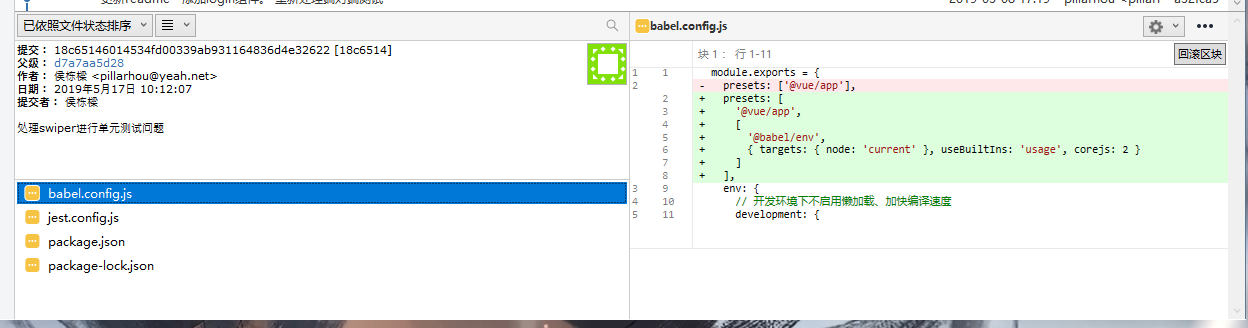 已依照文件状态排序
提交： 18c65146014534fd00339ab931164836d4e32622 [18c6514]
父级： d7a7aa5d28
作者： 侯栋樑 <pillarhou@yeah.net>
日期： 2019年5月17日 10:12:07
提交者： 侯栋樑
处理swiper进行单元测试问题
babel.config.js
jest.config.js
package.json
package-lock.json
babel.config.js
块 1： 行 1-11
回滚区块
1 1 module.exports = {
2 - presets: ['@vue/app'],
2 + presets: [
3 + '@vue/app',
4 + [
5 + '@babel/env',
6 + { targets: { node: 'current' }, useBuiltIns: 'usage', corejs: 2 }
7 + ]
8 + ],
3 9 env: {
4 10 // 开发环境下不启用懒加载、加快编译速度
5 11 development: {